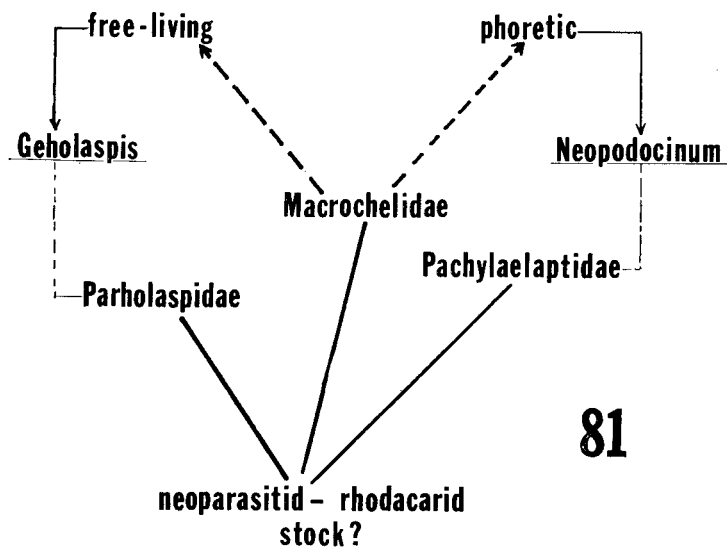 free-living phoretic
Geholaspis Neopodocinum
Macrochelidae
Pachylaelaptidae
Parholaspidae
81
neoparasitid – rhodacarid
stock?